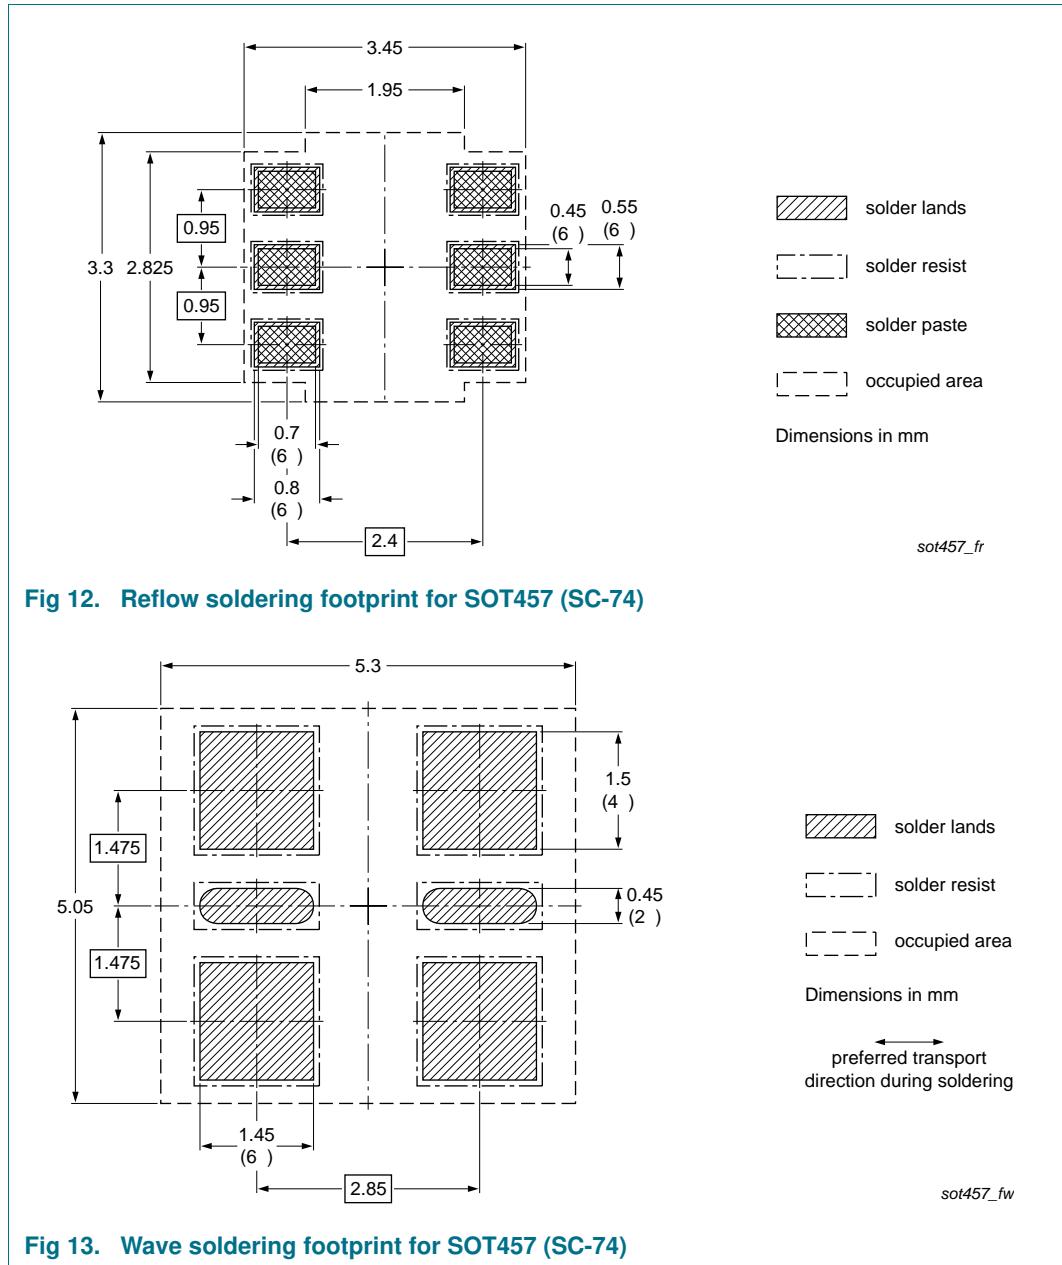 3.45
1.95
0.95
3.3 2.825
0.95
0.45 0.55
(6 ) (6 )
0.7
(6 )
0.8
(6 )
2.4
solder lands
solder resist
solder paste
occupied area
Dimensions in mm
sot457_fr
Fig 12. Reflow soldering footprint for SOT457 (SC-74)
5.3
1.475
5.05
1.475
1.5
(4 )
0.45
(2 )
1.45
(6 )
2.85
solder lands
solder resist
occupied area
Dimensions in mm
preferred transport
direction during soldering
sot457_fw
Fig 13. Wave soldering footprint for SOT457 (SC-74)